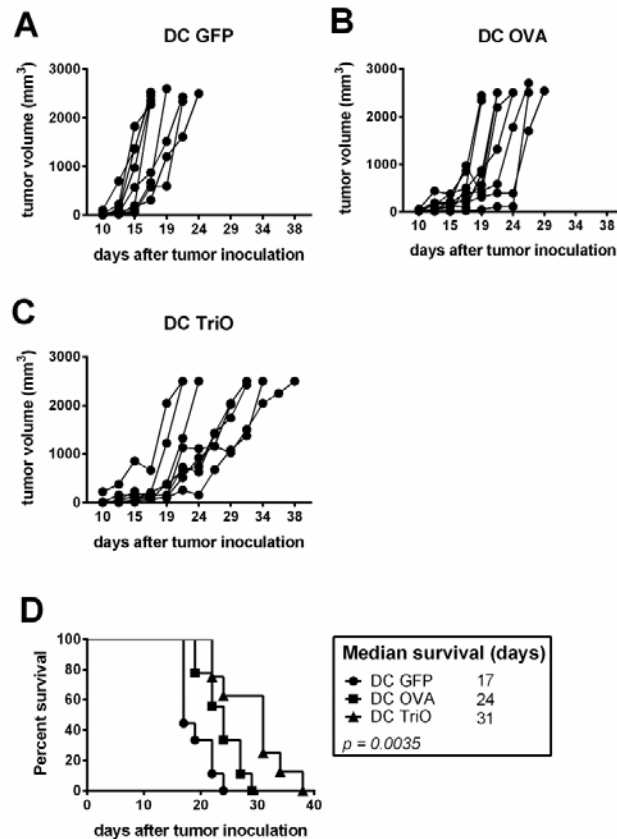 A
DC GFP
tumor volume (mm³)
3000
2000
1000
0
10 15 19 24 29 34 38
days after tumor inoculation
B
DC OVA
tumor volume (mm³)
3000
2000
1000
0
10 15 19 24 29 34 38
days after tumor inoculation
C
DC TriO
tumor volume (mm³)
3000
2000
1000
0
10 15 19 24 29 34 38
days after tumor inoculation
D
Percent survival
100
80
60
40
20
0
0 10 20 30 40
days after tumor inoculation
Median survival (days)
DC GFP 17
DC OVA 24
DC TriO 31
p = 0.0035